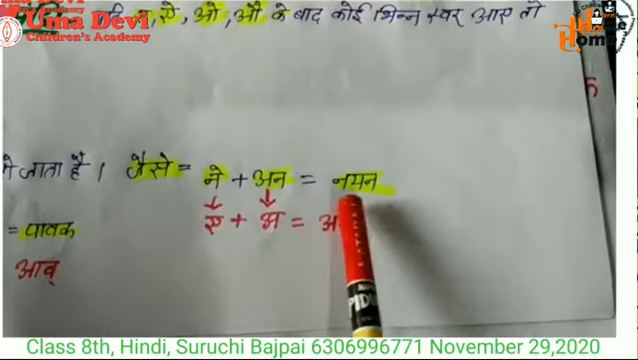 Uma Devi
Children's Academy
ए, ऐ, ओ, औ के बाद कोई भिन्न स्वर आए तो
Home
जाता है। जैसे = ने + अन = नयन
= पावक
ए + अ = अ
आव्
Class 8th, Hindi, Suruchi Bajpai 6306996771 November 29,2020